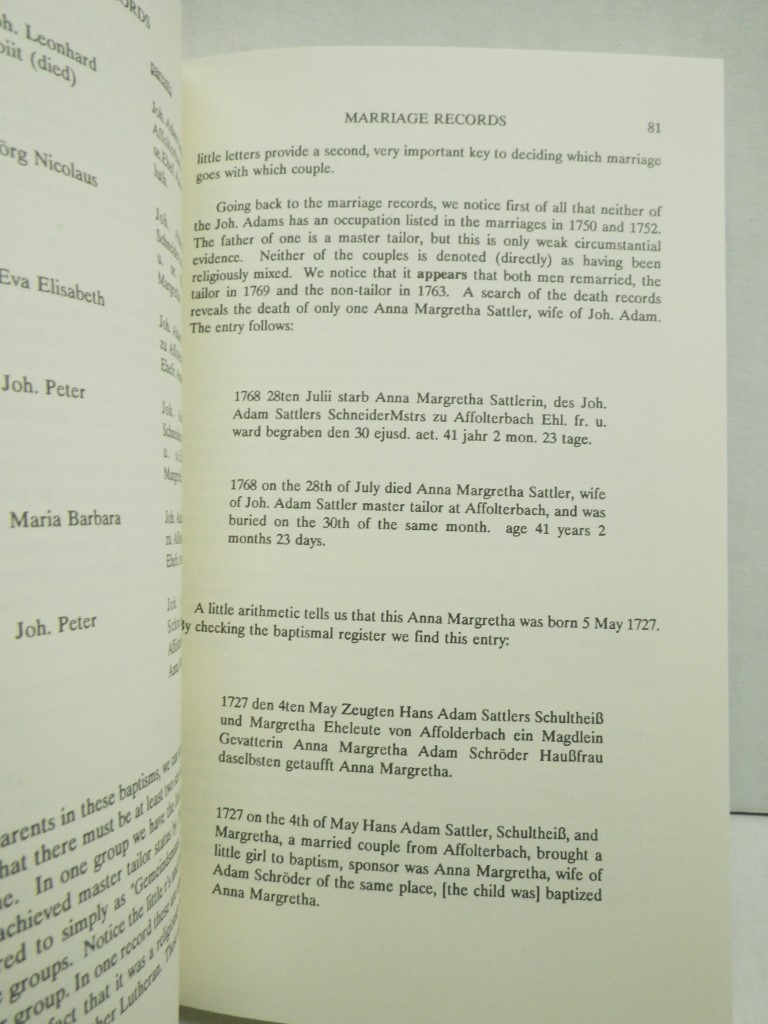 Leonhard
(died)
Nicolaus
Eva Elisabeth
Joh. Peter
Maria Barbara
Joh. Peter
parents in these baptisms, we
that there must be at least two
In one group we have the
achieved master tailor status
to simply as "Gemeindsmann
groups. Notice the little
group. In one record these
fact that it was a religious
Lutheran.
MARRIAGE RECORDS
81
little letters provide a second, very important key to deciding which marriage
goes with which couple.
Going back to the marriage records, we notice first of all that neither of
the Joh. Adams has an occupation listed in the marriages in 1750 and 1752.
The father of one is a master tailor, but this is only weak circumstantial
evidence. Neither of the couples is denoted (directly) as having been
religiously mixed. We notice that it appears that both men remarried, the
tailor in 1769 and the non-tailor in 1763. A search of the death records
reveals the death of only one Anna Margretha Sattler, wife of Joh. Adam.
The entry follows:
1768 28ten Julii starb Anna Margretha Sattlerin, des Joh.
Adam Sattlers SchneiderMstrs zu Affolterbach Ehl. fr. u.
ward begraben den 30 ejusd. aet. 41 jahr 2 mon. 23 tage.
1768 on the 28th of July died Anna Margretha Sattler, wife
of Joh. Adam Sattler master tailor at Affolterbach, and was
buried on the 30th of the same month. age 41 years 2
months 23 days.
A little arithmetic tells us that this Anna Margretha was born 5 May 1727.
By checking the baptismal register we find this entry:
1727 den 4ten May Zeugten Hans Adam Sattlers Schultheiß
und Margretha Eheleute von Affolderbach ein Magdlein
Gevatterin Anna Margretha Adam Schröder Haußfrau
daselbsten getaufft Anna Margretha.
1727 on the 4th of May Hans Adam Sattler, Schultheiß, and
Margretha, a married couple from Affolterbach, brought a
little girl to baptism, sponsor was Anna Margretha, wife of
Adam Schröder of the same place, [the child was] baptized
Anna Margretha.